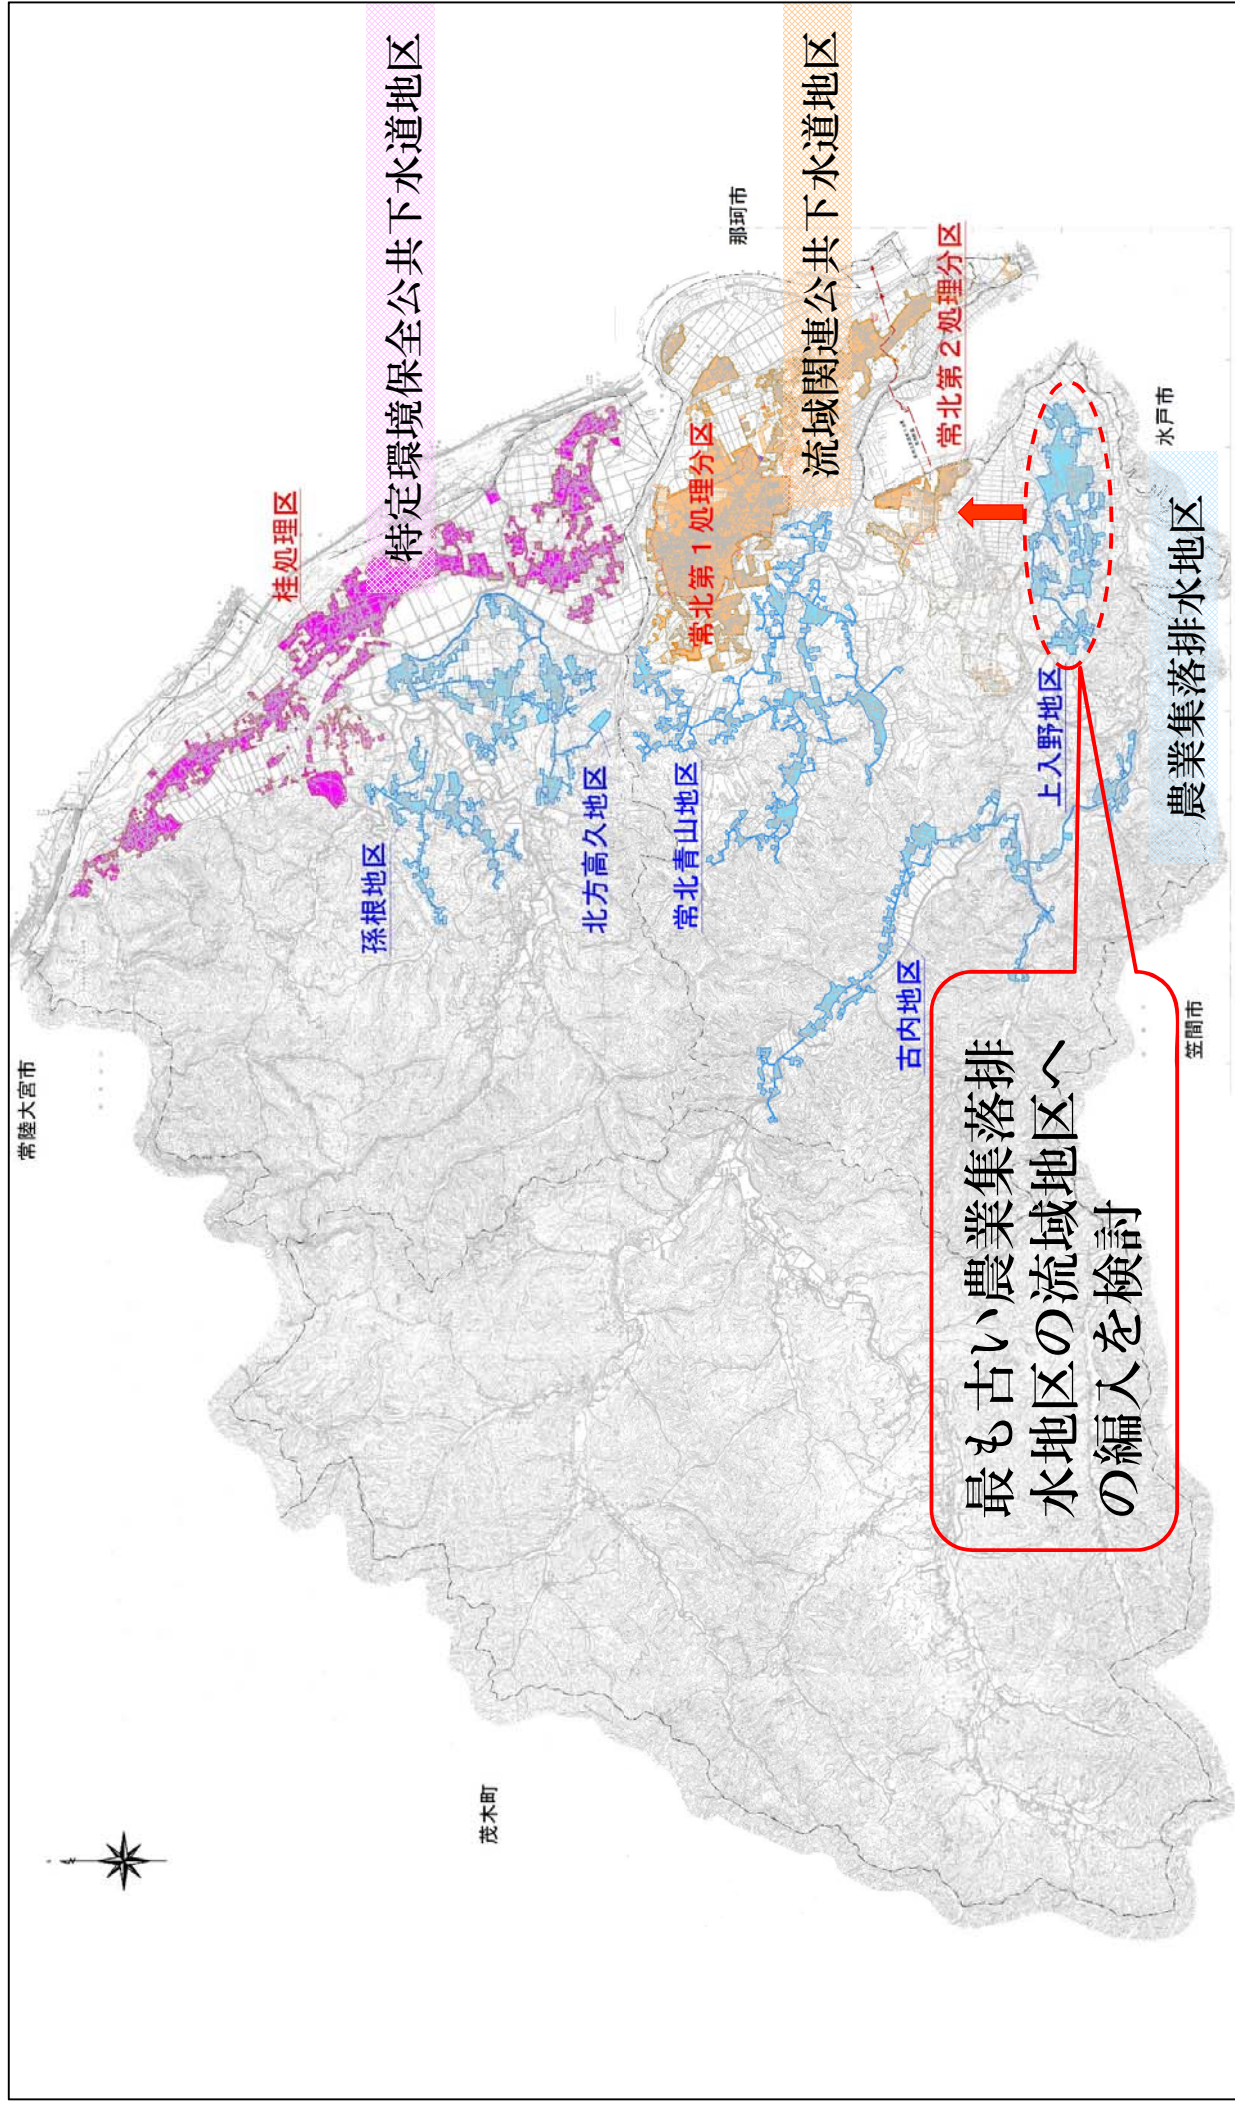 常陸大宮市
桂処理区
特定環境保全公共下水道地区
孫根地区
茂木町
北方高久地区
那珂市
常北第１処理分区
常北青山地区
流域関連公共下水道地区
常北第２処理分区
古内地区
上入野地区
水戸市
農業集落排水地区
笠間市
最も古い農業集落排
水地区の流域地区へ
の編入を検討